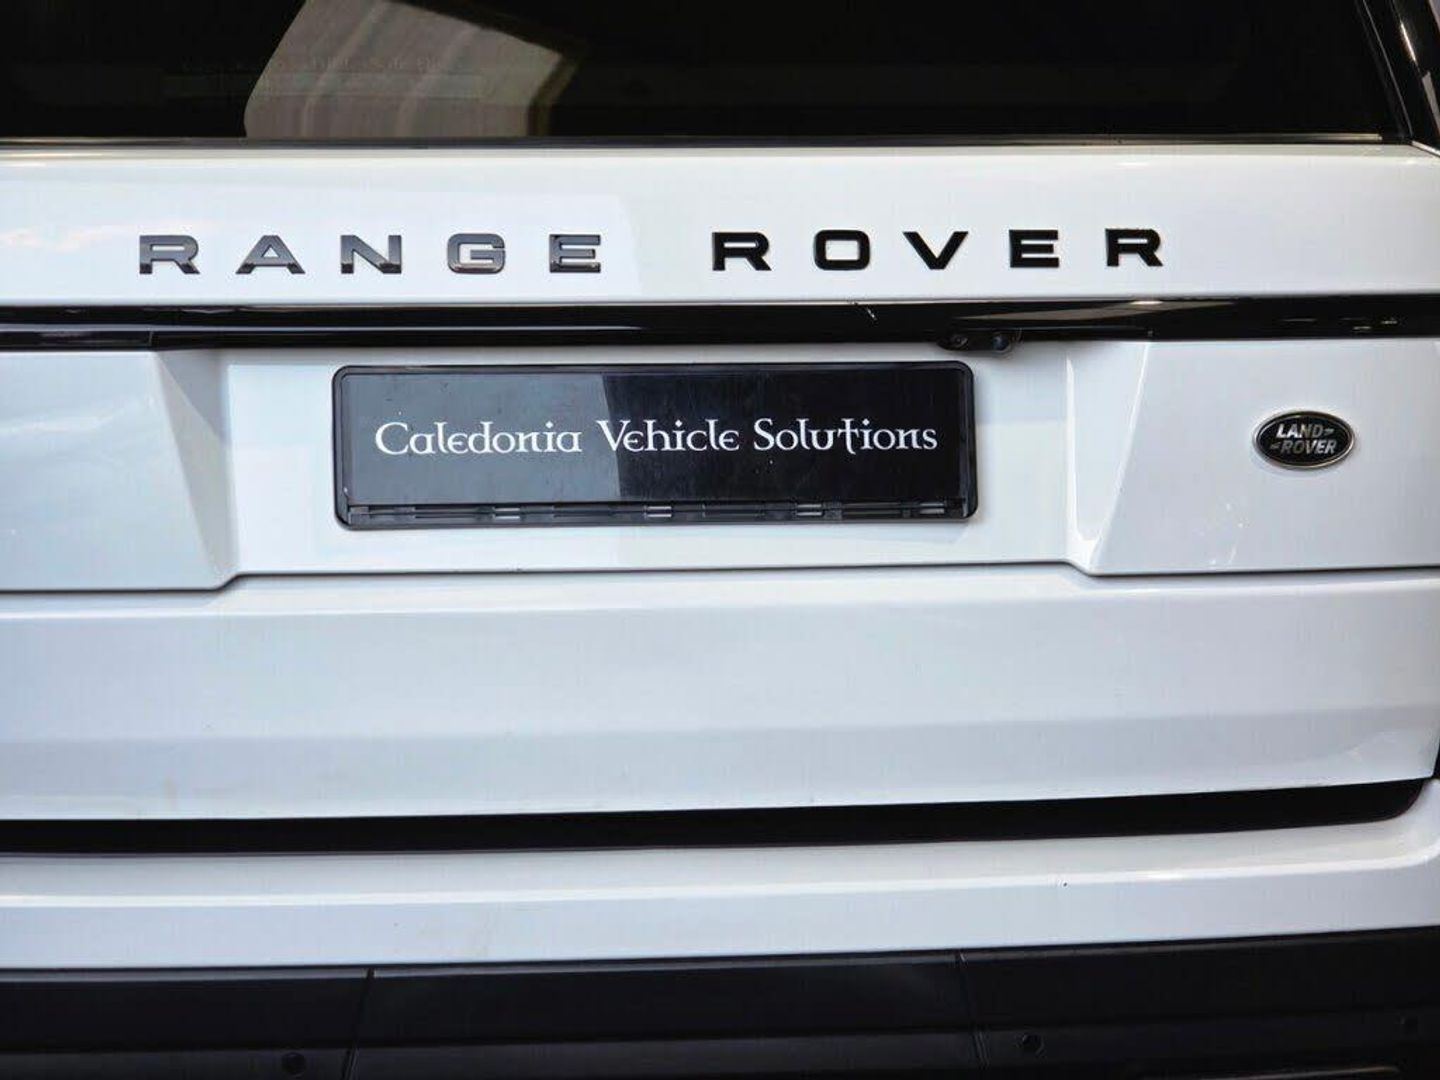 RANGE ROVER
Caledonia Vehicle Solutions
LAND
ROVER